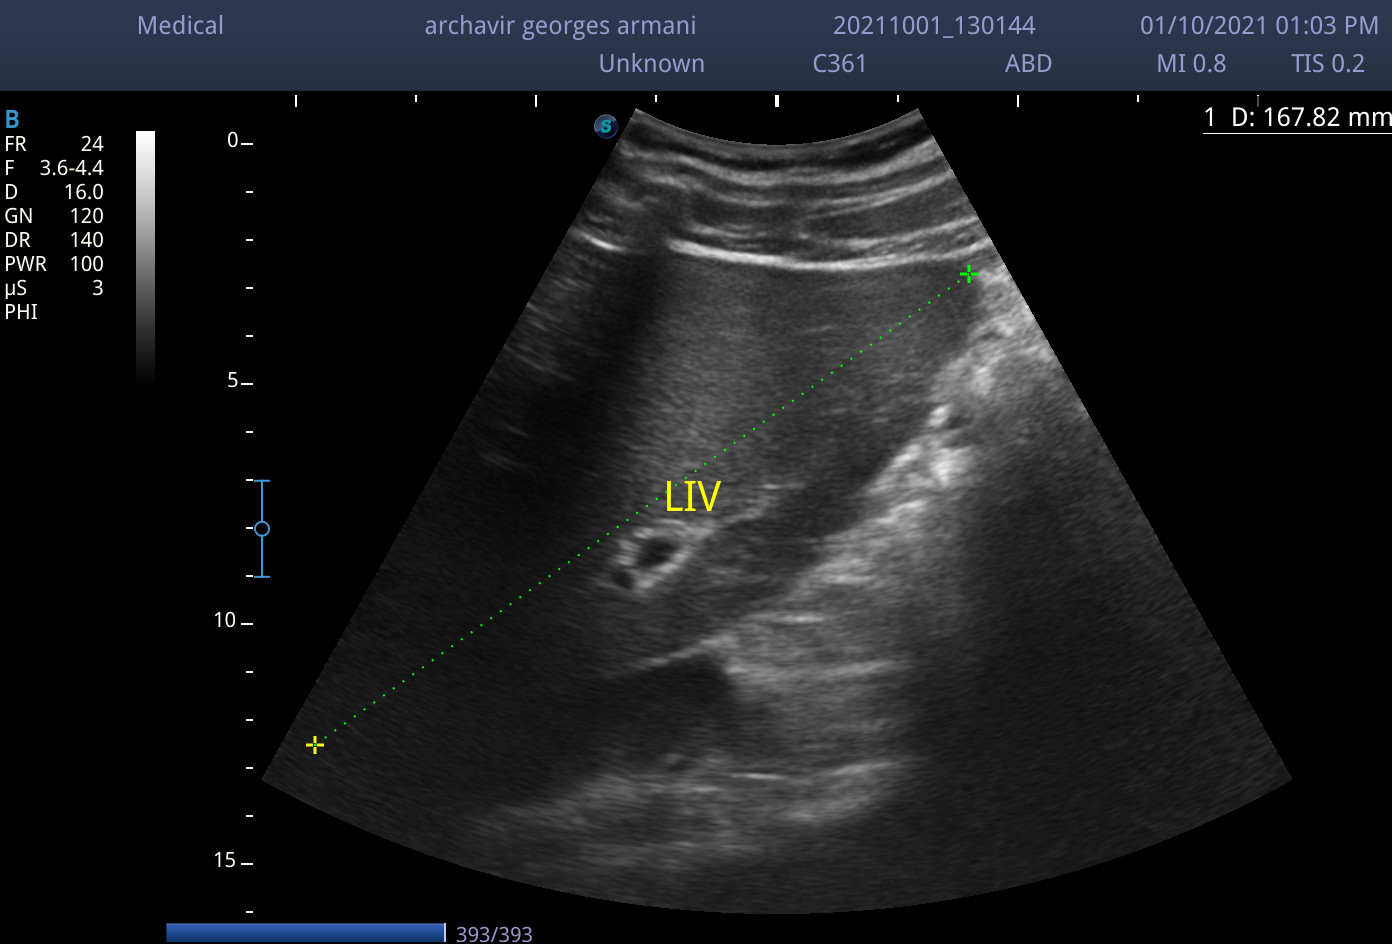 Medical archavir georges armani 20211001_130144 01/10/2021 01:03 PM
Unknown C361 ABD MI 0.8 TIS 0.2
1 D: 167.82 mm
B
FR 24
F 3.6-4.4
D 16.0
GN 120
DR 140
PWR 100
µS 3
PHI
S
0
5
LIV
10
15
393/393